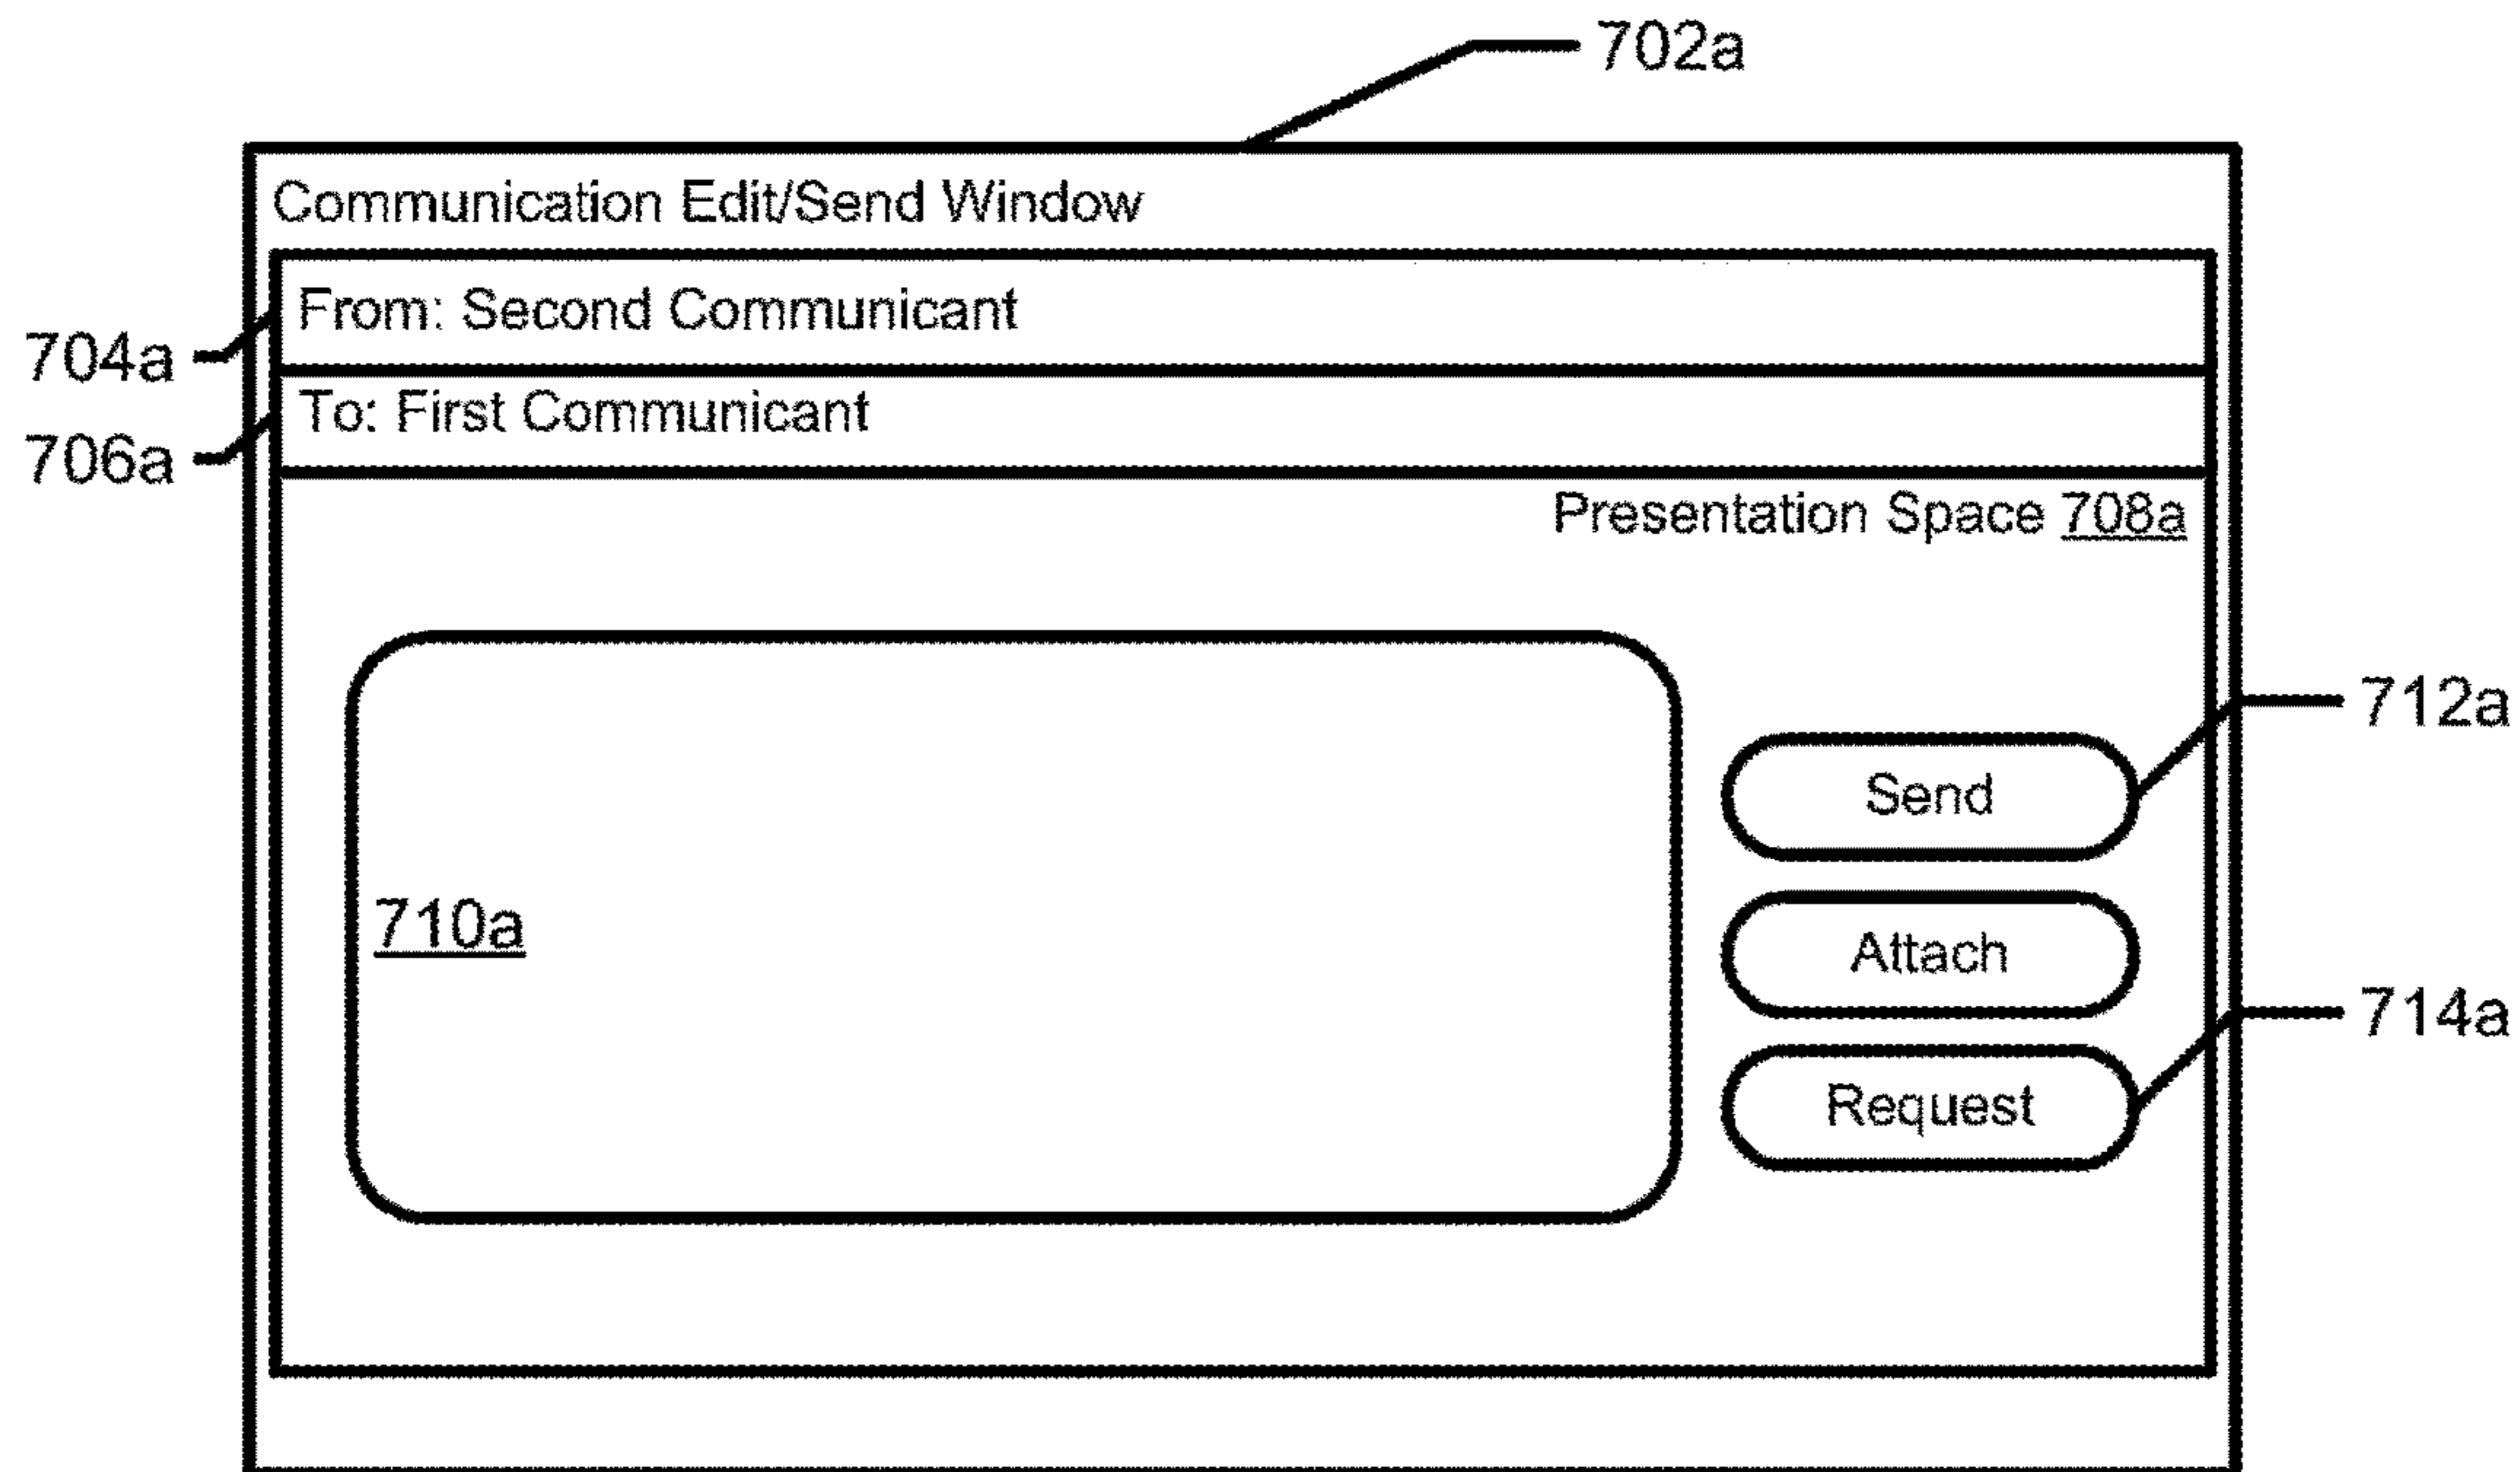 702a
Communication Edit/Send Window
From: Second Communicant
704a
To: First Communicant
706a
Presentation Space 708a
712a
Send
710a
Attach
714a
Request